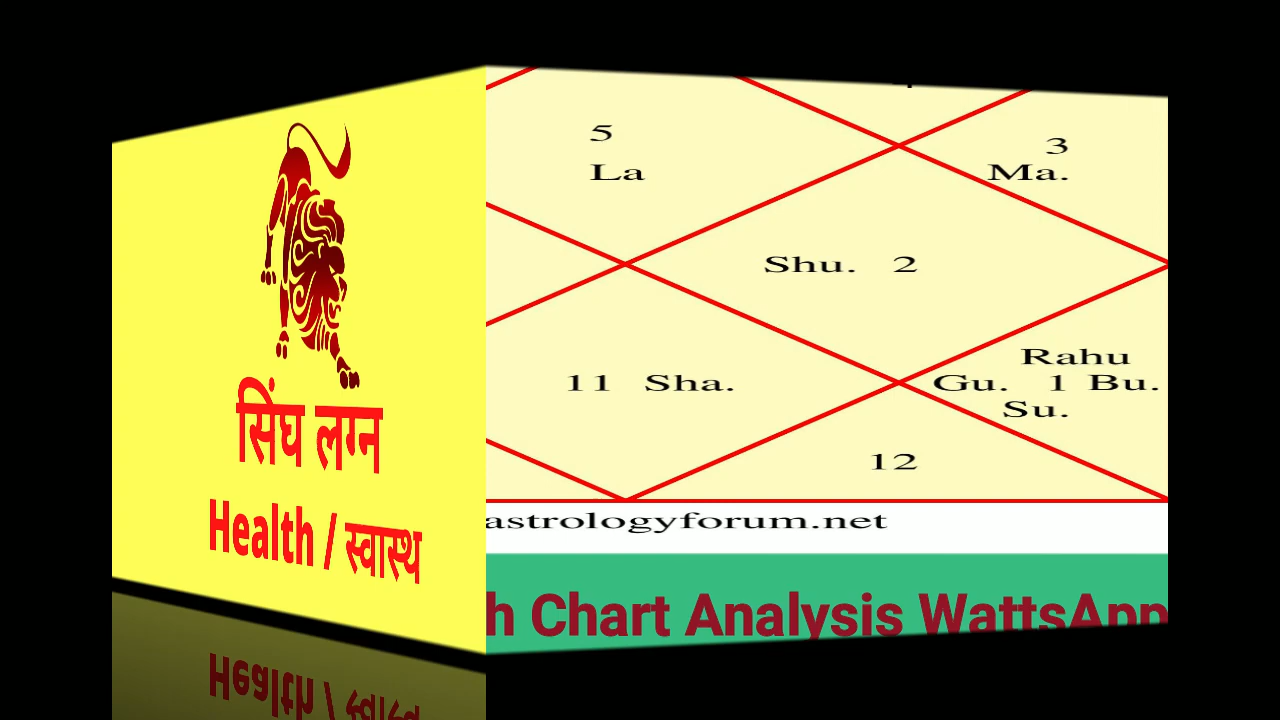 सिंघ लग्न
Health / स्वास्थ
5
La
3
Ma.
Shu. 2
11 Sha.
Rahu
Gu. 1 Bu.
Su.
12
astrologyforum.net
h Chart Analysis WattsApp